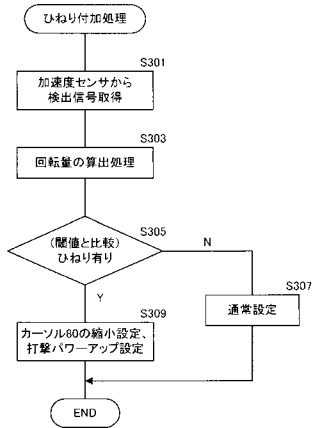 ひねり付加処理
S301
加速度センサから
検出信号取得
S303
回転量の算出処理
S305
(閾値と比較)
ひねり有り
N
Y
S307
通常設定
S309
カーソル80の縮小設定、
打撃パワーアップ設定
END